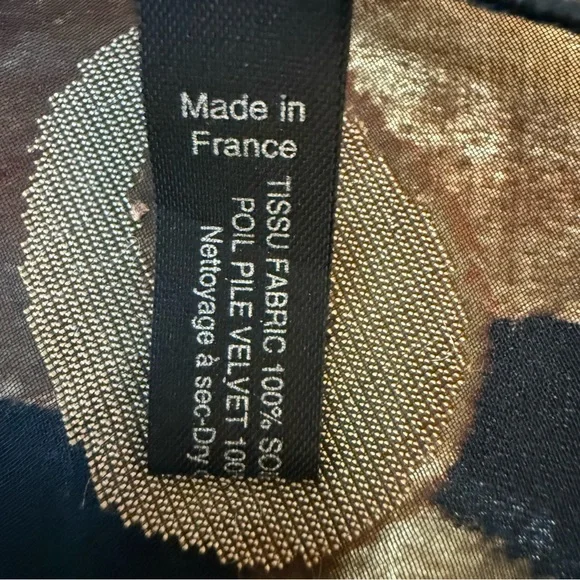 Made in
France
TISSU FABRIC 100% SO
POIL PILE VELVET 100
Nettoyage à sec-Dry